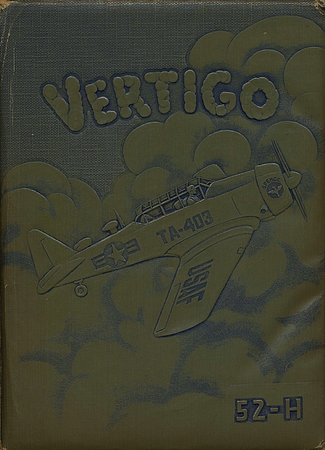 VERTIGO
TA-403
USAF
52-H